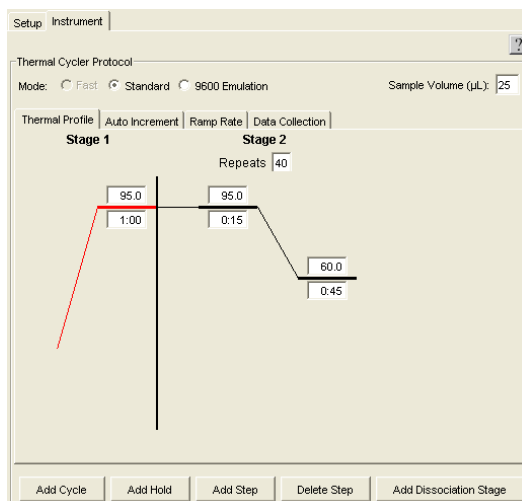 Setup Instrument
?
Thermal Cycler Protocol
Mode: Fast Standard 9600 Emulation Sample Volume (µL): 25
Thermal Profile Auto Increment Ramp Rate Data Collection
Stage 1 Stage 2
Repeats 40
95.0 95.0
1:00 0:15
60.0
0:45
Add Cycle Add Hold Add Step Delete Step Add Dissociation Stage